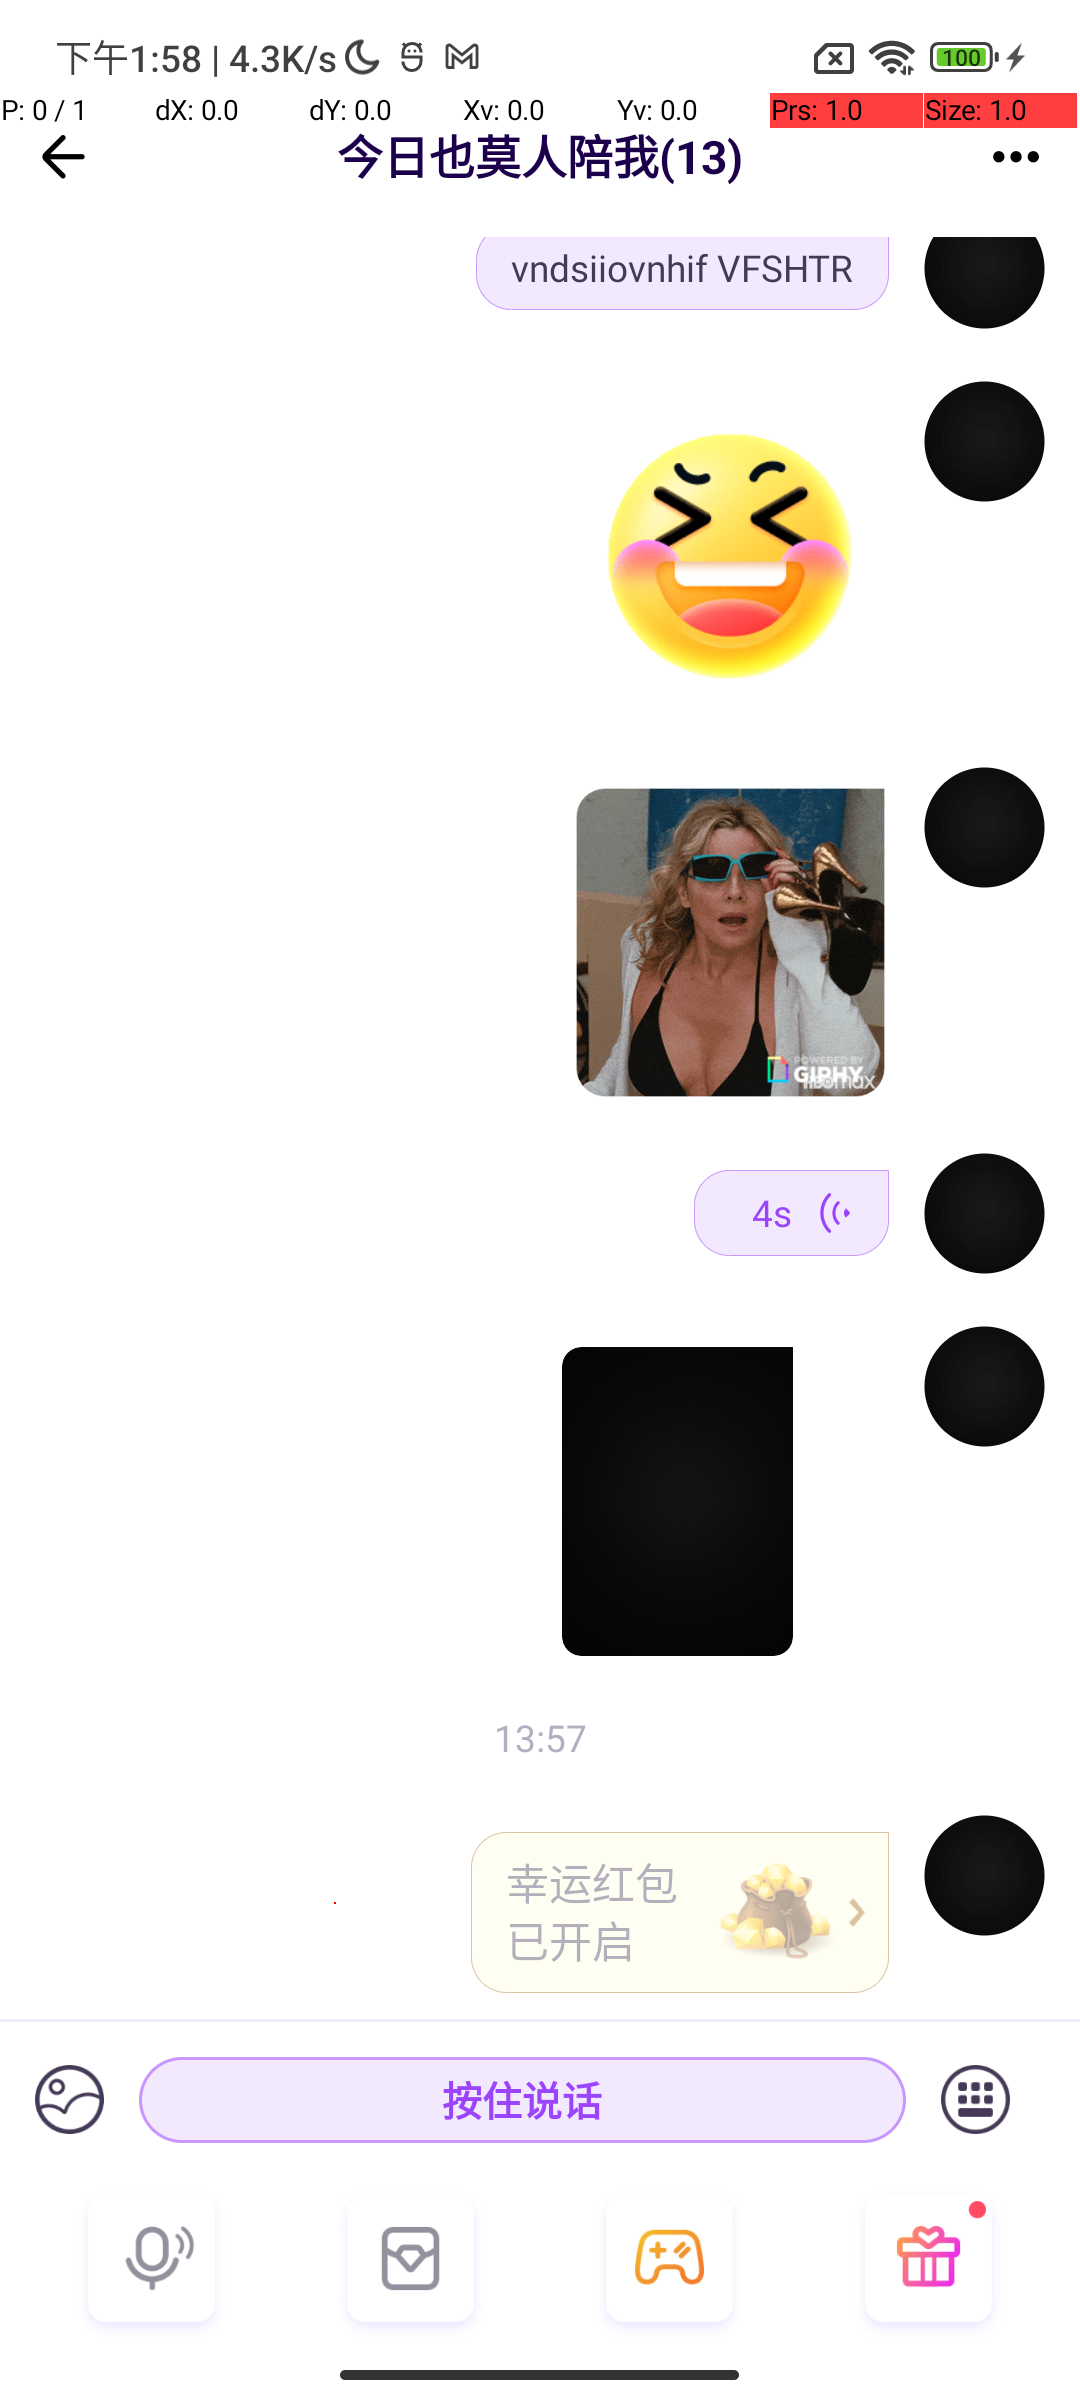 下午1:58 | 4.3K/s
100
P: 0 / 1 dX: 0.0 dY: 0.0 Xv: 0.0 Yv: 0.0 Prs: 1.0 Size: 1.0
今日也莫人陪我(13)
vndsiiovnhif VFSHTR
POWERED BY
GIPHY
hbomax
4s
13:57
幸运红包
已开启
按住说话